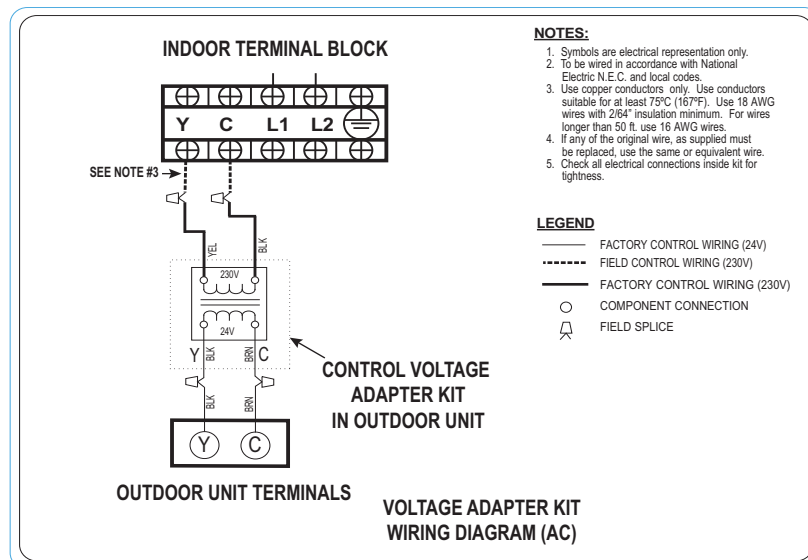 INDOOR TERMINAL BLOCK
Y C L1 L2
SEE NOTE #3
YEL
BLK
230V
24V
Y BLK BRN C
CONTROL VOLTAGE
ADAPTER KIT
IN OUTDOOR UNIT
BLK BRN
Y C
OUTDOOR UNIT TERMINALS
VOLTAGE ADAPTER KIT
WIRING DIAGRAM (AC)
NOTES:
1. Symbols are electrical representation only.
2. To be wired in accordance with National
Electric N.E.C. and local codes.
3. Use copper conductors only. Use conductors
suitable for at least 75ºC (167ºF). Use 18 AWG
wires with 2/64" insulation minimum. For wires
longer than 50 ft. use 16 AWG wires.
4. If any of the original wire, as supplied must
be replaced, use the same or equivalent wire.
5. Check all electrical connections inside kit for
tightness.
LEGEND
FACTORY CONTROL WIRING (24V)
FIELD CONTROL WIRING (230V)
FACTORY CONTROL WIRING (230V)
COMPONENT CONNECTION
FIELD SPLICE